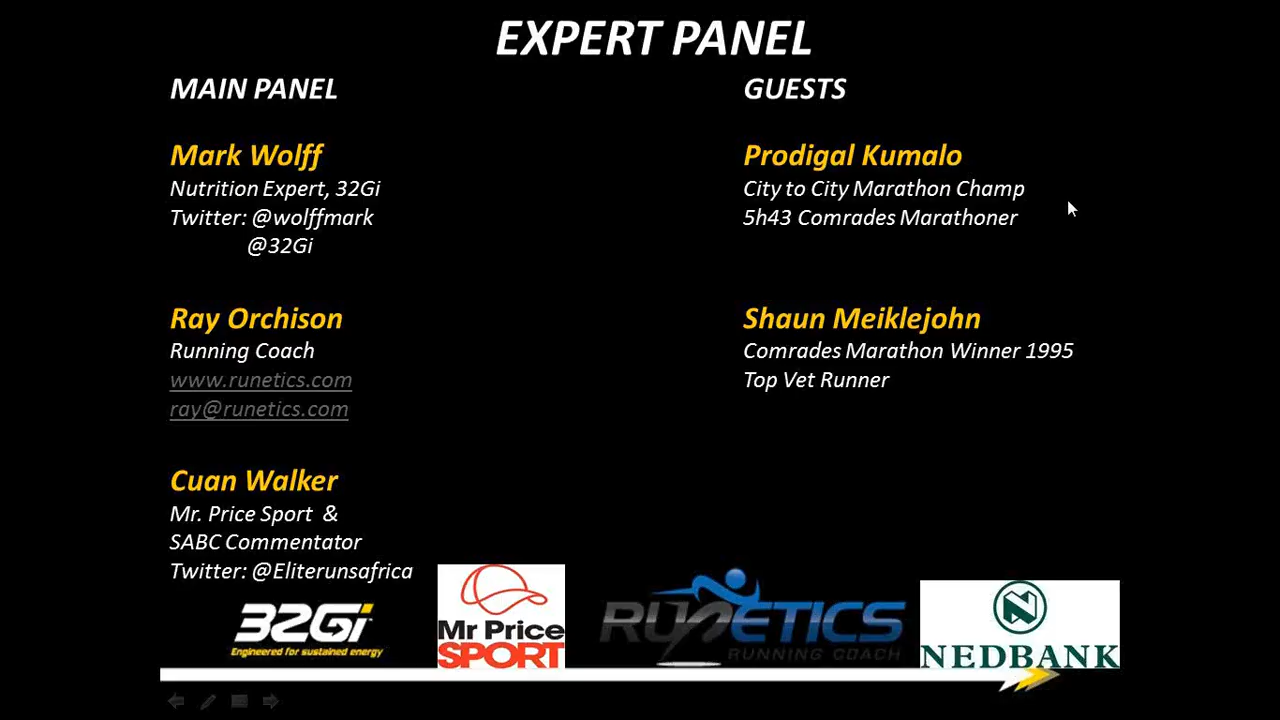 EXPERT PANEL
MAIN PANEL
Mark Wolff
Nutrition Expert, 32Gi
Twitter: @wolffmark
@32Gi
Ray Orchison
Running Coach
www.runetics.com
ray@runetics.com
Cuan Walker
Mr. Price Sport &
SABC Commentator
Twitter: @Eliterunsafrica
GUESTS
Prodigal Kumalo
City to City Marathon Champ
5h43 Comrades Marathoner
Shaun Meiklejohn
Comrades Marathon Winner 1995
Top Vet Runner
32Gi
Engineered for sustained energy
Mr Price
SPORT
RUNETICS
RUNNING COACH
N
NEDBANK